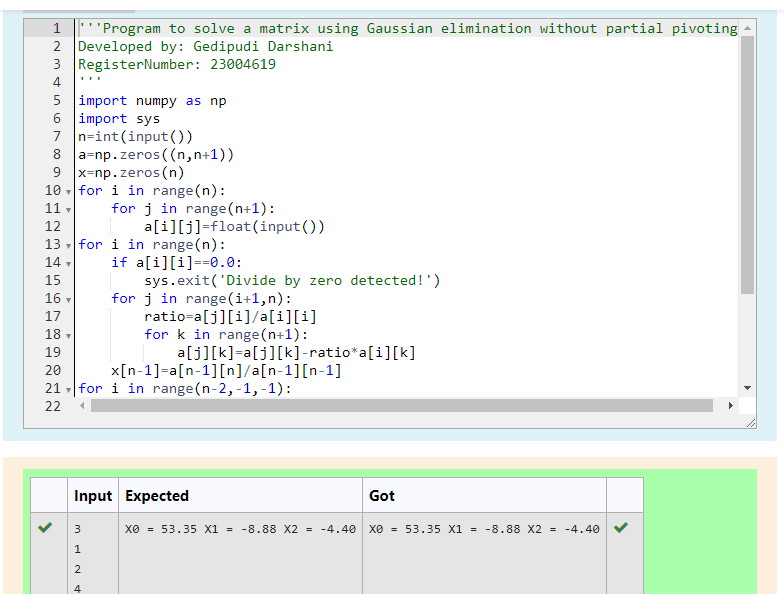 1 '''Program to solve a matrix using Gaussian elimination without partial pivoting
2 Developed by: Gedipudi Darshani
3 RegisterNumber: 23004619
4 '''
5 import numpy as np
6 import sys
7 n=int(input())
8 a=np.zeros((n,n+1))
9 x=np.zeros(n)
10 for i in range(n):
11     for j in range(n+1):
12         a[i][j]=float(input())
13 for i in range(n):
14     if a[i][i]==0.0:
15         sys.exit('Divide by zero detected!')
16     for j in range(i+1,n):
17         ratio=a[j][i]/a[i][i]
18         for k in range(n+1):
19             a[j][k]=a[j][k]-ratio*a[i][k]
20     x[n-1]=a[n-1][n]/a[n-1][n-1]
21 for i in range(n-2,-1,-1):
22
Input Expected Got
3 X0 = 53.35 X1 = -8.88 X2 = -4.40 X0 = 53.35 X1 = -8.88 X2 = -4.40
1
2
4